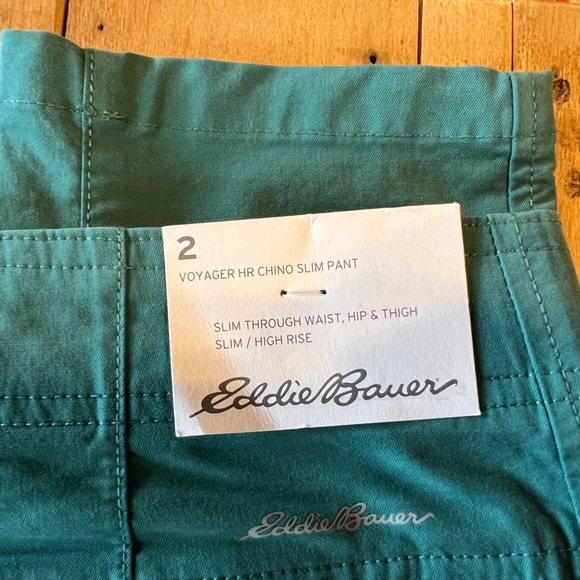 2
VOYAGER HR CHINO SLIM PANT
SLIM THROUGH WAIST, HIP & THIGH
SLIM / HIGH RISE
Eddie Bauer
Eddie Bauer